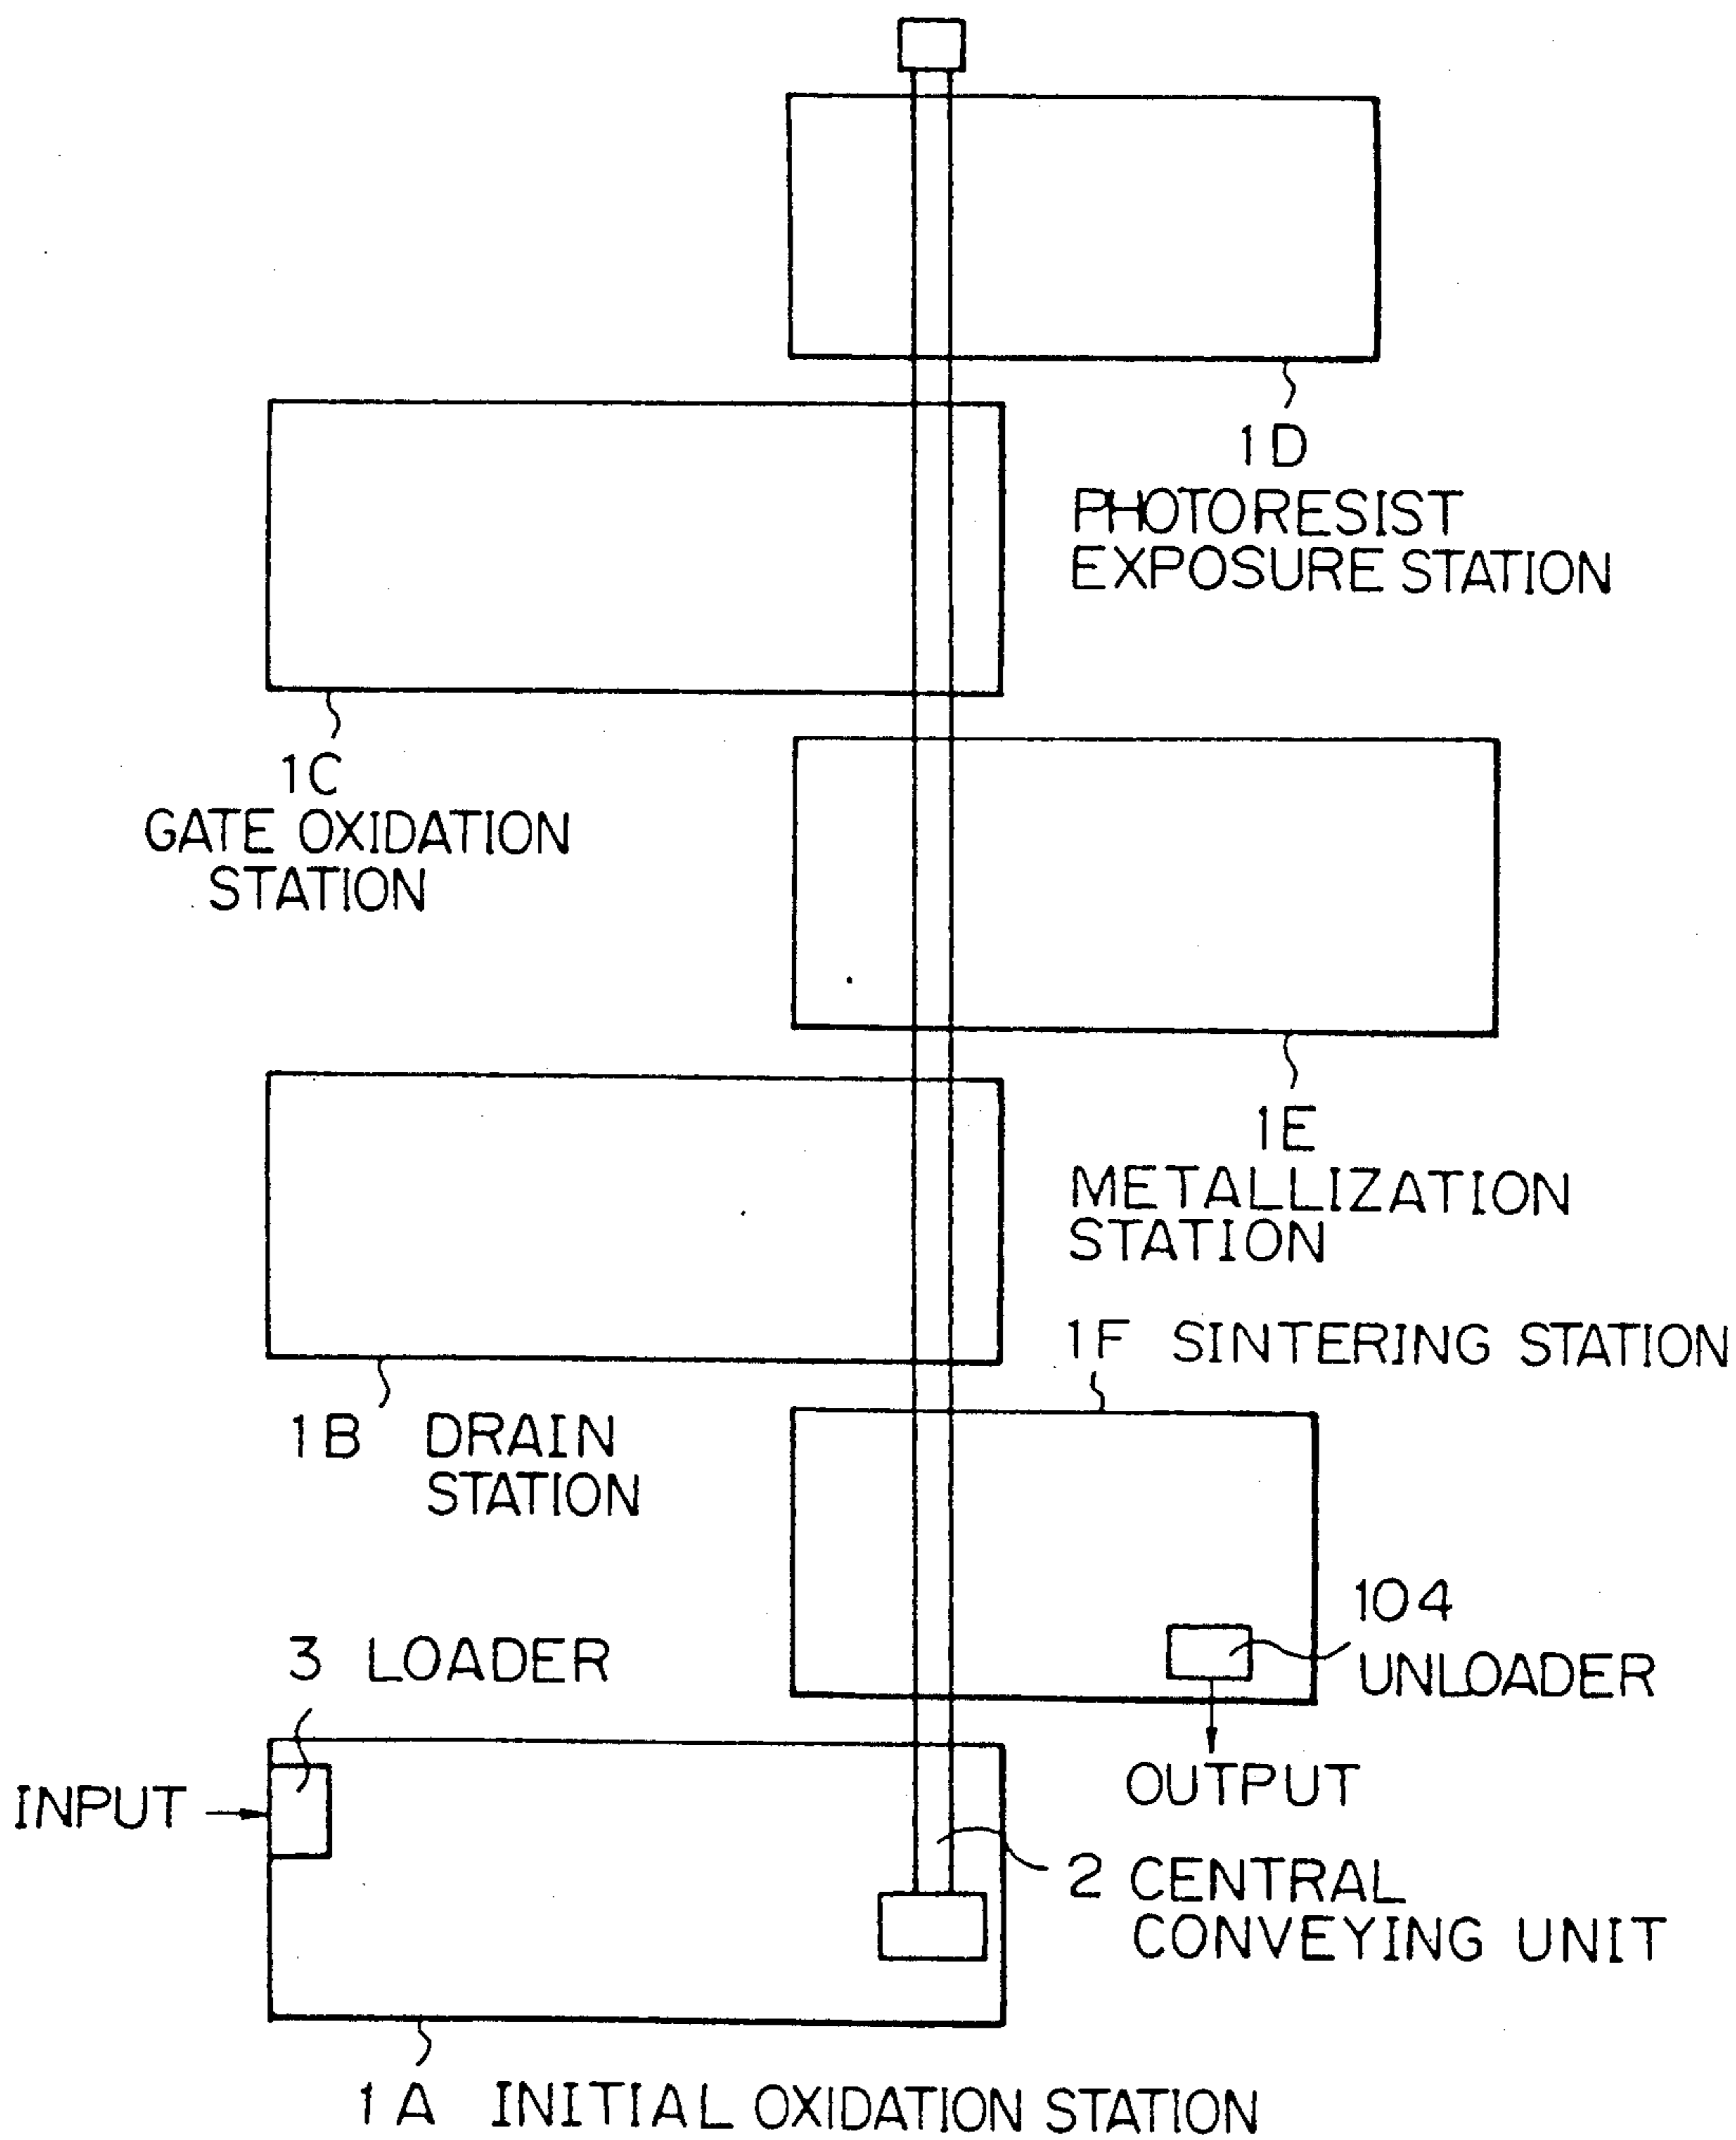 1D
PHOTORESIST
EXPOSURE STATION
1C
GATE OXIDATION
STATION
1E
METALLIZATION
STATION
1F SINTERING STATION
1B DRAIN
STATION
104
UNLOADER
3 LOADER
INPUT
OUTPUT
2 CENTRAL
CONVEYING UNIT
1A INITIAL OXIDATION STATION